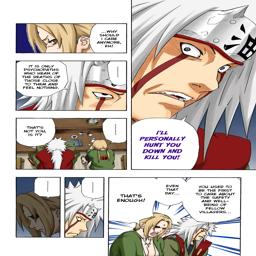 ...WHY
SHOULD I
CARE
ANYMORE,
EH?
IT IS ONLY
PSYCHOPATHS
WHO HEAR OF
THE DEATHS OF
THOSE CLOSE
TO THEM AND
FEEL NOTHING.
I'LL
PERSONALLY
HUNT YOU
DOWN AND
KILL YOU!
THAT'S
NOT YOU,
IS IT?
THAT'S
ENOUGH!
EVEN
THAT
DAY...
YOU USED TO
BE THE FIRST
TO CARE ABOUT
THE SAFETY
AND WELL-
BEING OF
FELLOW
VILLAGERS...